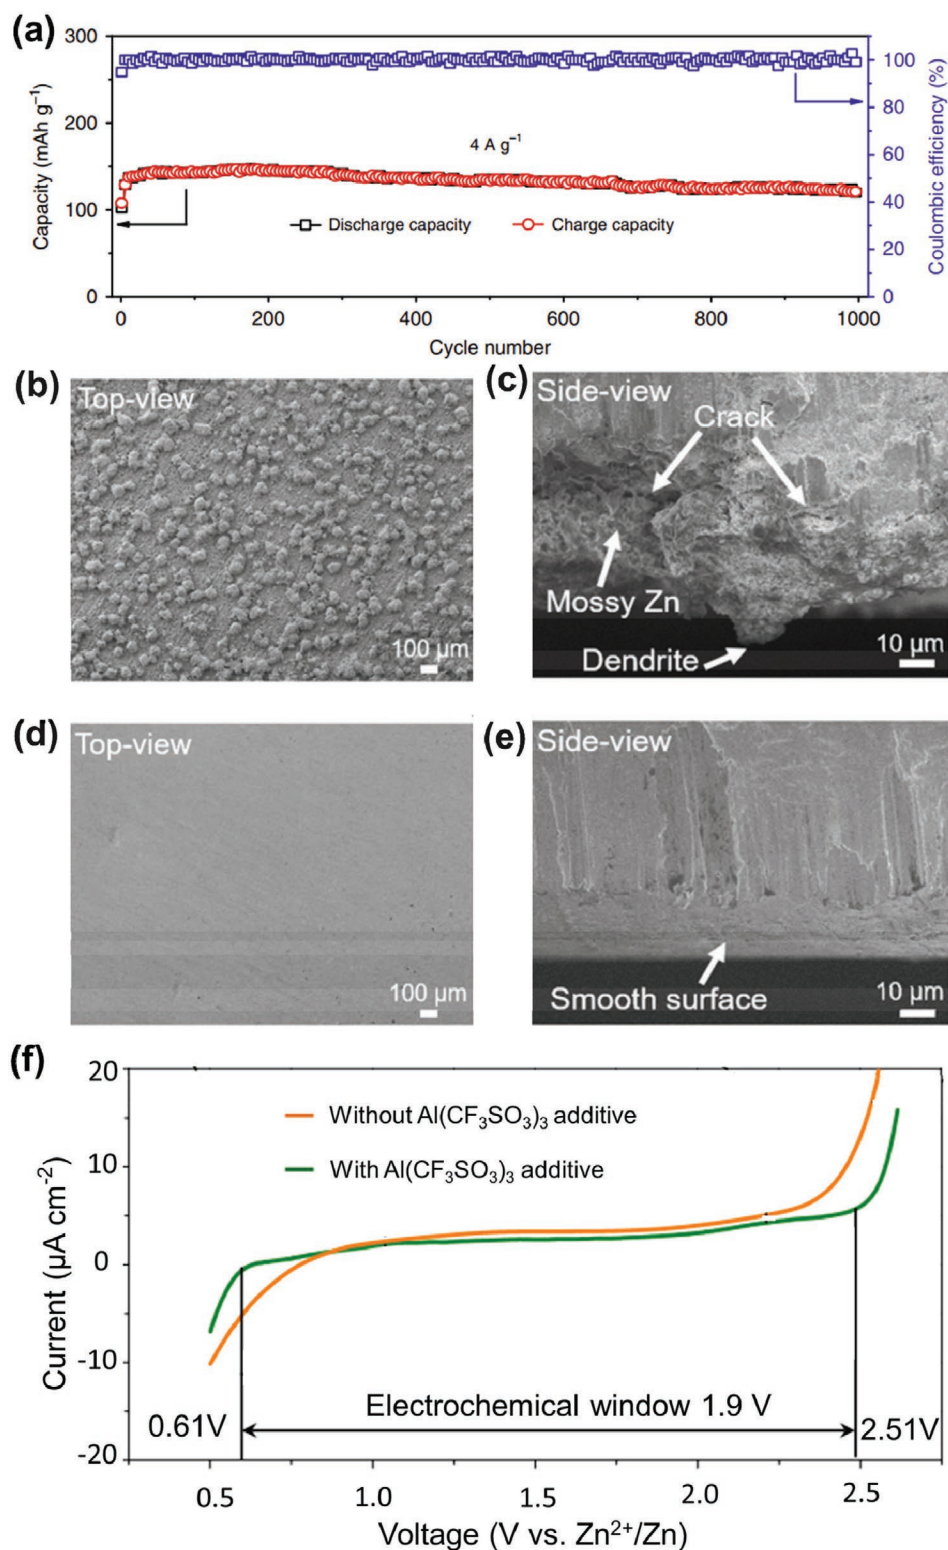 (a)
300
200
100
0
Capacity (mAh g⁻¹)
4 A g⁻¹
Discharge capacity
Charge capacity
100
80
60
40
20
0
Coulombic efficiency (%)
0
200
400
600
800
1000
Cycle number
(b)
Top-view
100 μm
(c)
Side-view
Crack
Mossy Zn
Dendrite
10 μm
(d)
Top-view
100 μm
(e)
Side-view
Smooth surface
10 μm
(f)
20
10
0
-10
-20
Current (μA cm⁻²)
Without Al(CF₃SO₃)₃ additive
With Al(CF₃SO₃)₃ additive
Electrochemical window 1.9 V
0.61V
2.51V
0.5
1.0
1.5
2.0
2.5
Voltage (V vs. Zn²⁺/Zn)